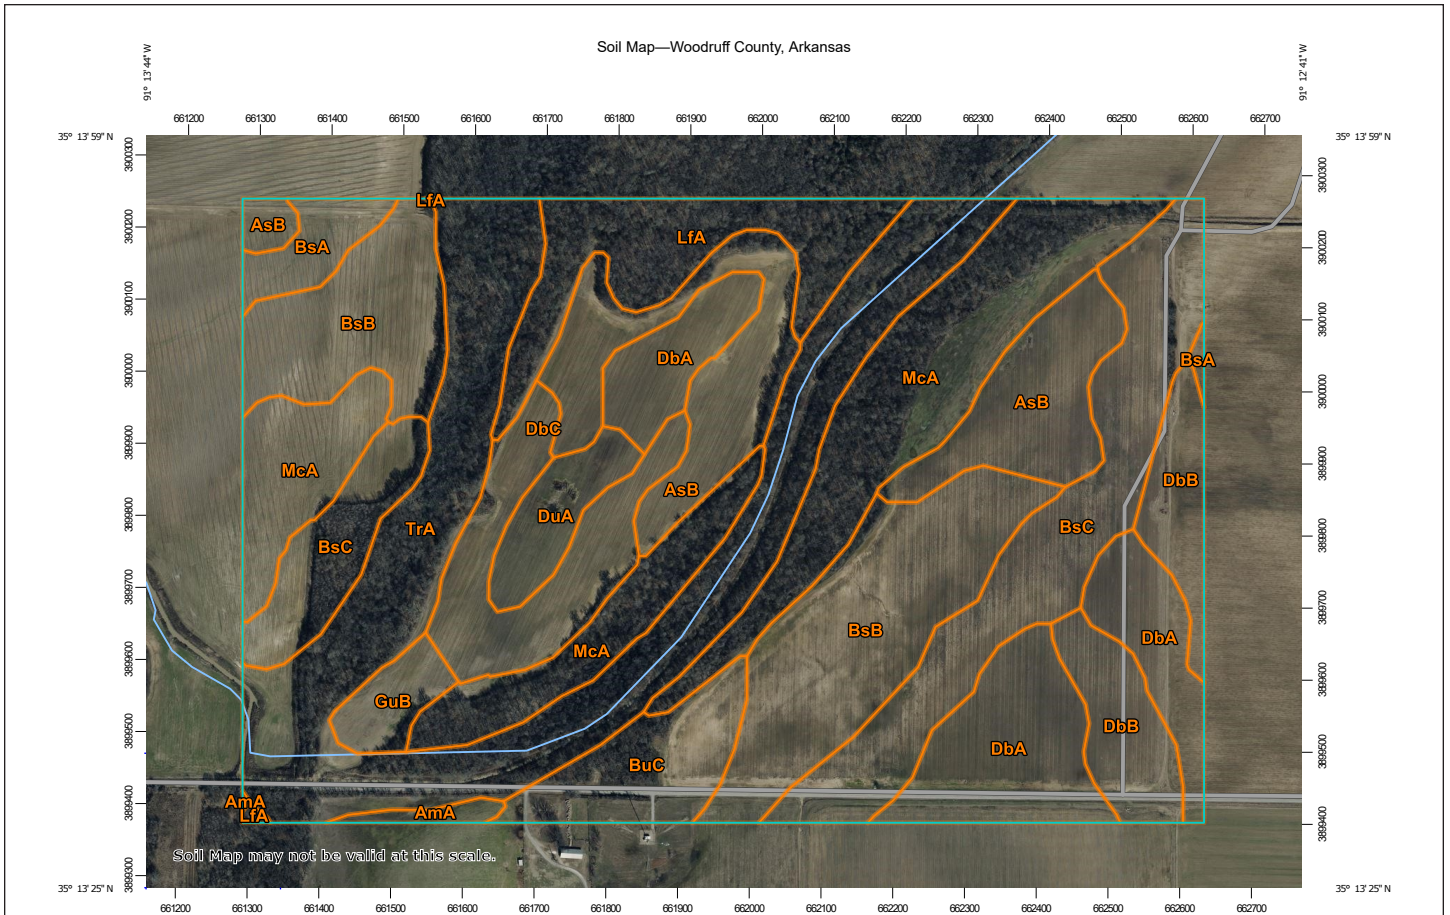 Soil Map—Woodruff County, Arkansas
91° 13' 44" W
91° 12' 41" W
661200 661300 661400 661500 661600 661700 661800 661900 662000 662100 662200 662300 662400 662500 662600 662700
35° 13' 59" N
35° 13' 59" N
3900300
3900300
LfA
AsB
3900200
BsA
LfA
3900200
3900100
BsB
3900100
3900000
DbA
BsA
McA
3900000
AsB
DbC
3899900
McA
3899900
DbB
AsB
3899800
DuA
TrA
BsC
3899800
BsC
3899700
3899700
BsB
DbA
3899600
McA
3899600
GuB
3899500
DbB
DbA
3899500
BuC
3899400
AmA
AmA
LfA
3899400
Soil Map may not be valid at this scale.
3899300
35° 13' 25" N
35° 13' 25" N
661200 661300 661400 661500 661600 661700 661800 661900 662000 662100 662200 662300 662400 662500 662600